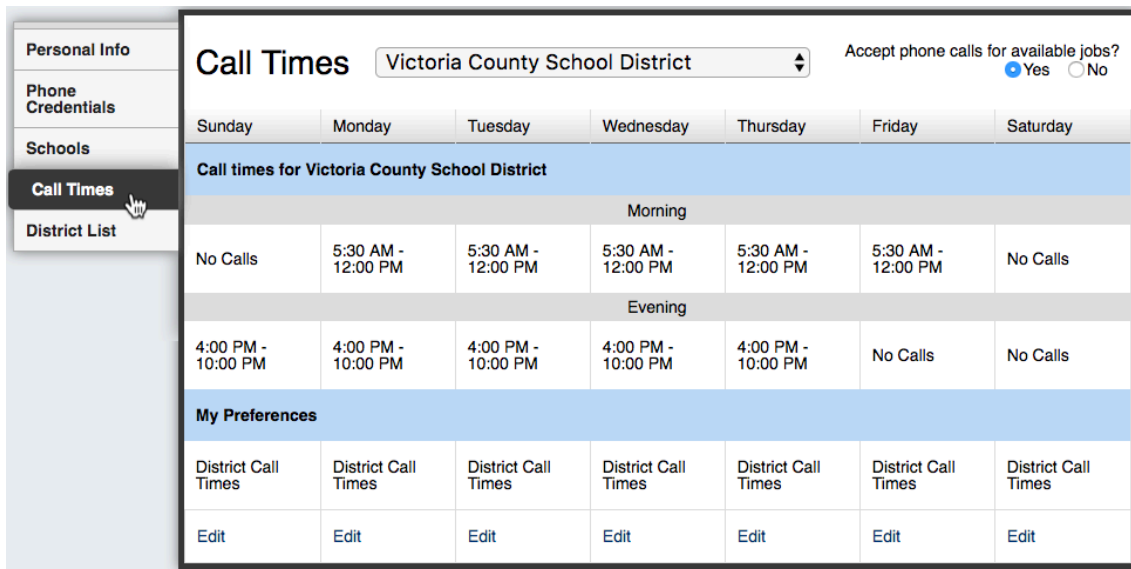 Personal Info
Phone
Credentials
Schools
Call Times
District List
Call Times
Victoria County School District
Accept phone calls for available jobs?
Yes No
Sunday Monday Tuesday Wednesday Thursday Friday Saturday
Call times for Victoria County School District
Morning
No Calls 5:30 AM - 5:30 AM - 5:30 AM - 5:30 AM - 5:30 AM - No Calls
12:00 PM 12:00 PM 12:00 PM 12:00 PM 12:00 PM
Evening
4:00 PM - 4:00 PM - 4:00 PM - 4:00 PM - 4:00 PM - No Calls No Calls
10:00 PM 10:00 PM 10:00 PM 10:00 PM 10:00 PM
My Preferences
District Call District Call District Call District Call District Call District Call District Call
Times Times Times Times Times Times Times
Edit Edit Edit Edit Edit Edit Edit